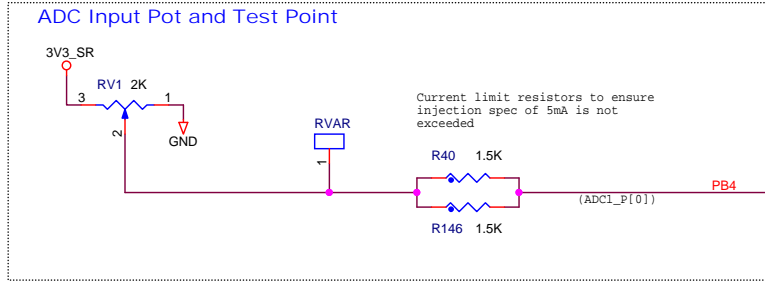 ADC Input Pot and Test Point
3V3_SR
RV1 2K
3
1
2
GND
RVAR
1
Current limit resistors to ensure
injection spec of 5mA is not
exceeded
R40 1.5K
PB4
(ADC1_P[0])
R146 1.5K